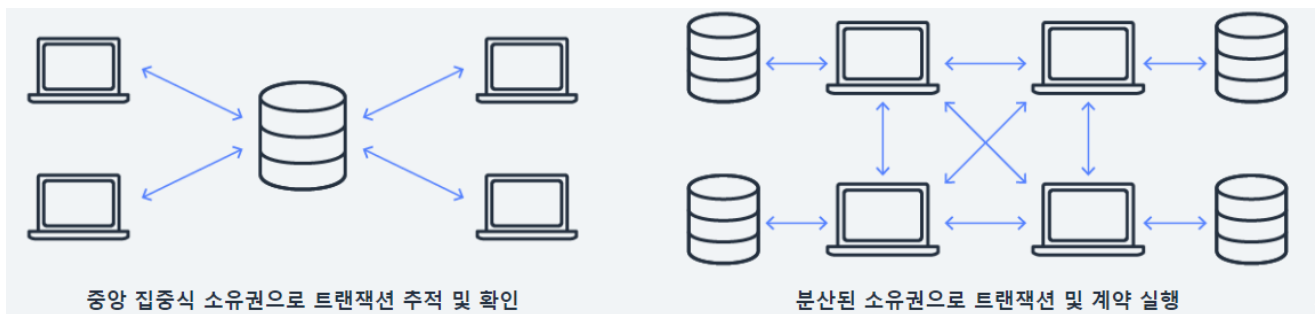 중앙 집중식 소유권으로 트랜잭션 추적 및 확인
분산된 소유권으로 트랜잭션 및 계약 실행